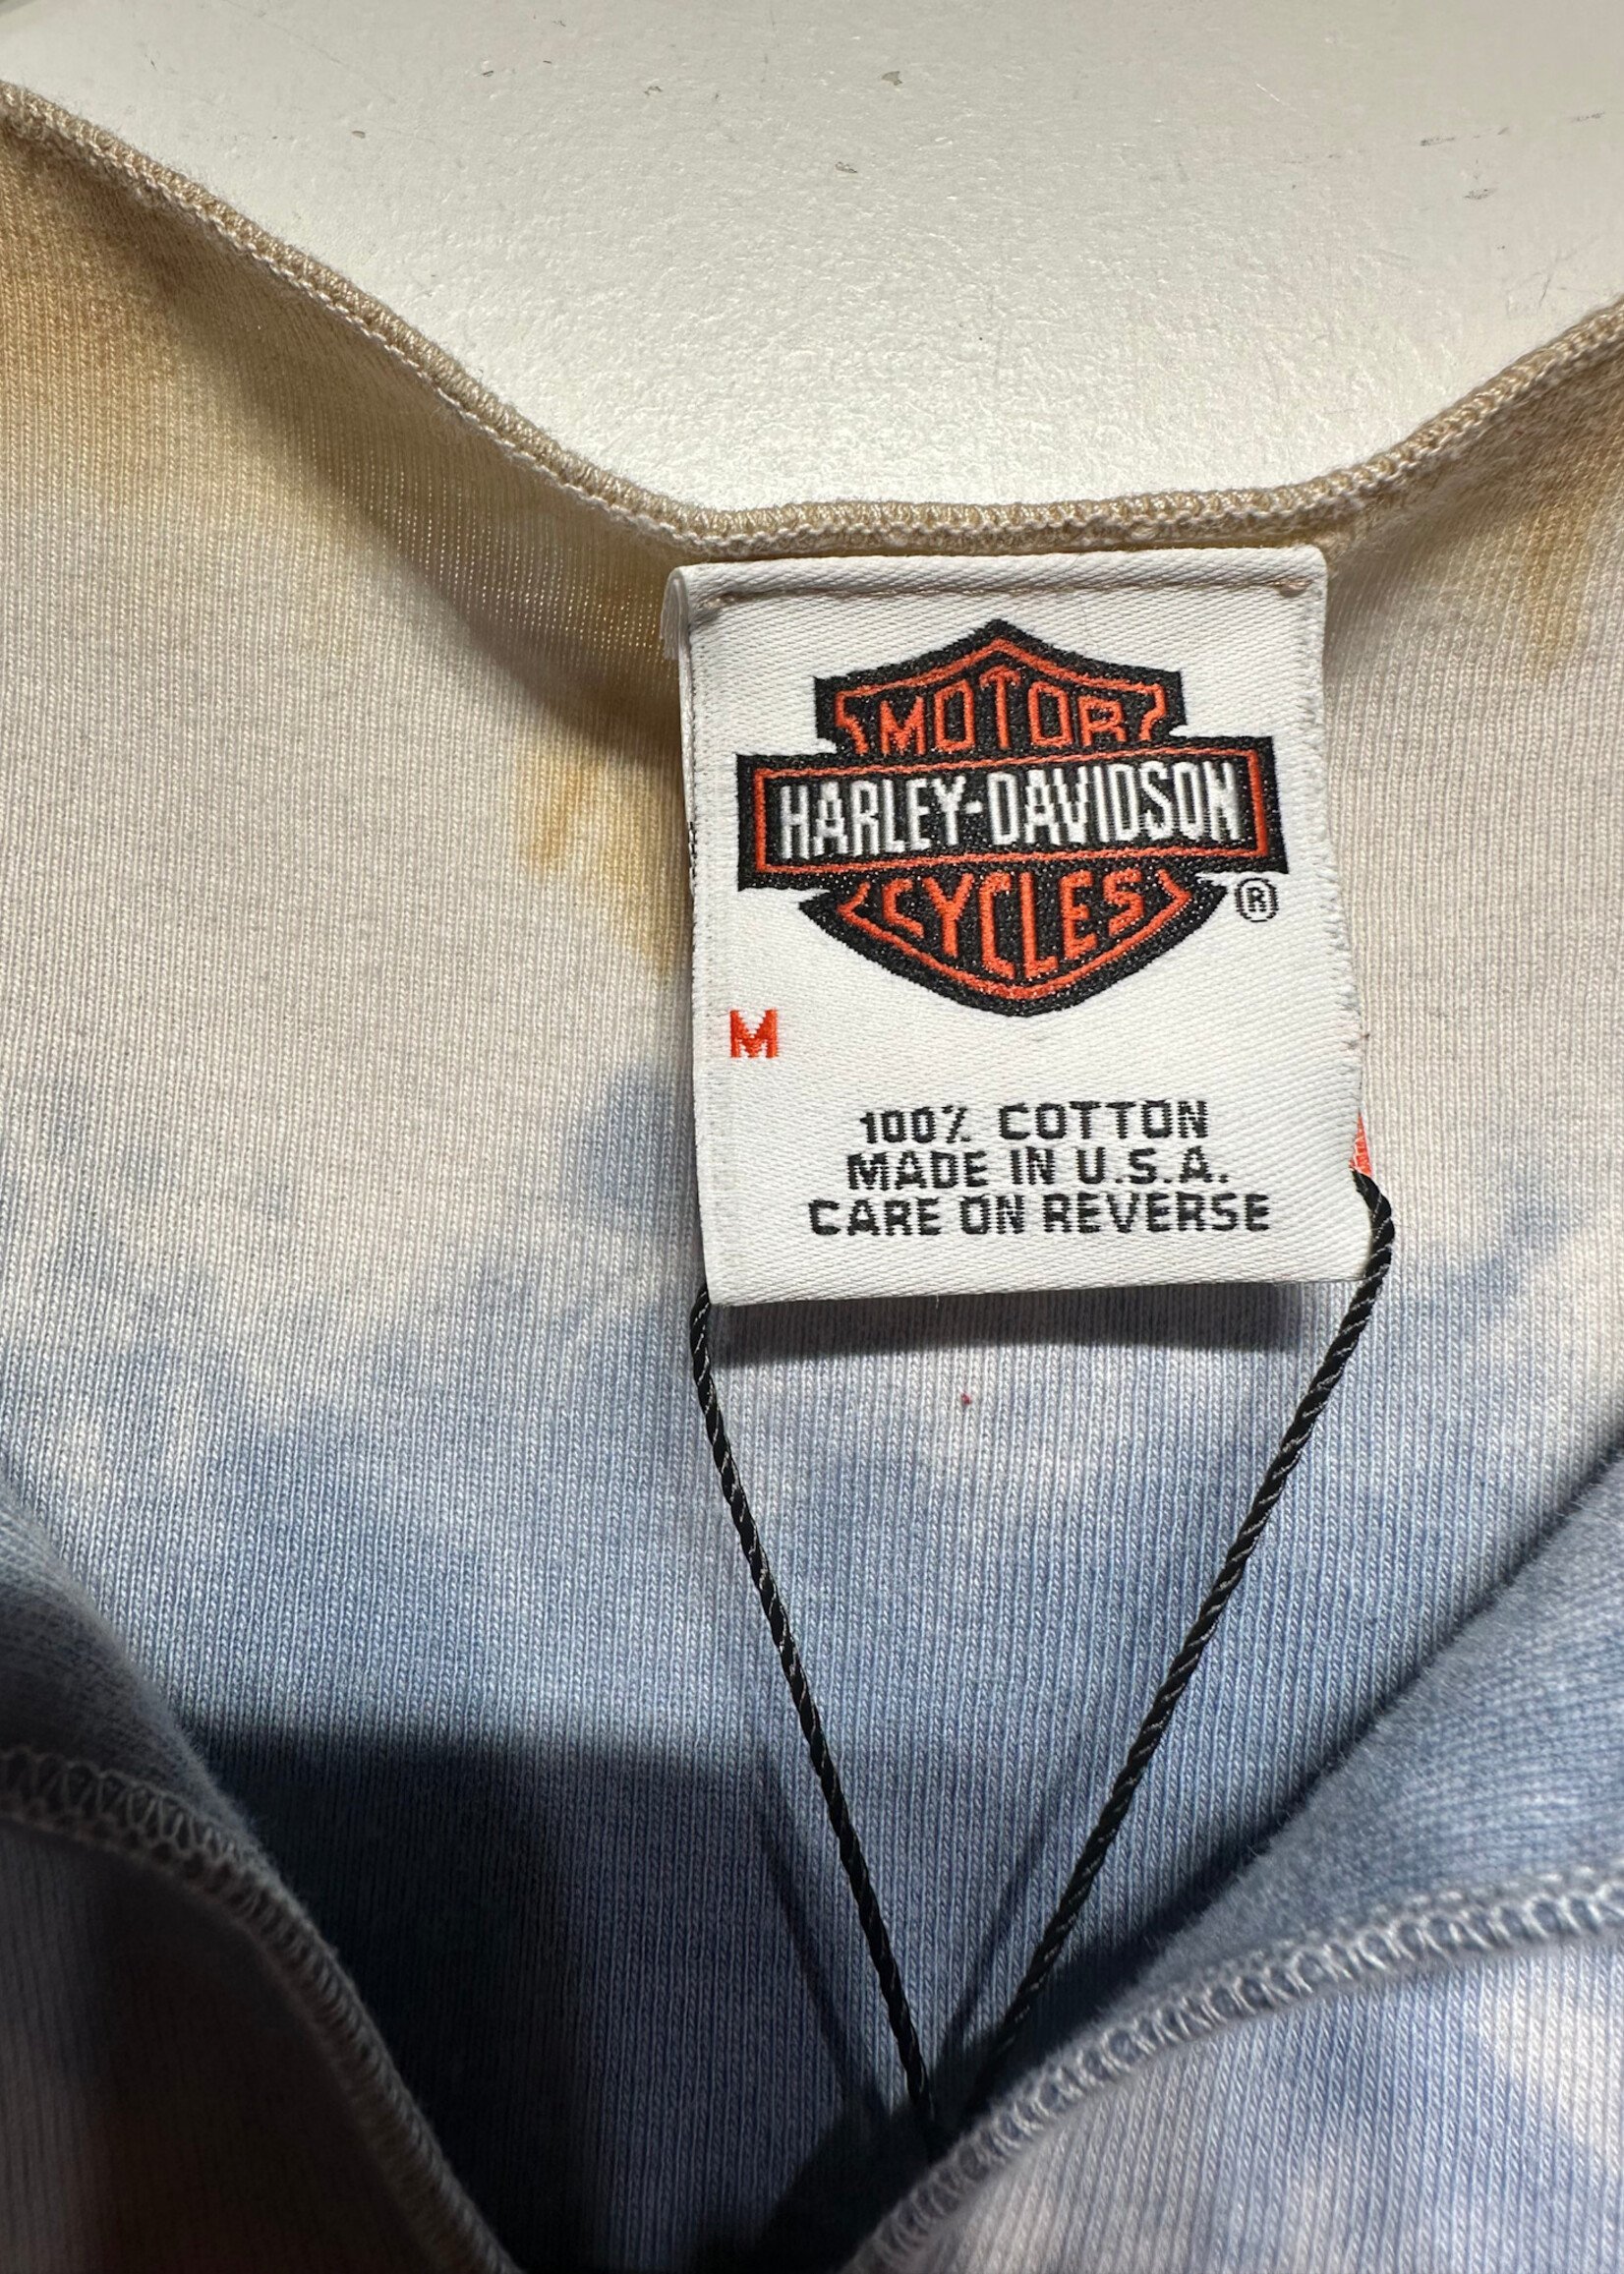 MOTOR
HARLEY-DAVIDSON
CYCLES
®
M
100% COTTON
MADE IN U.S.A.
CARE ON REVERSE